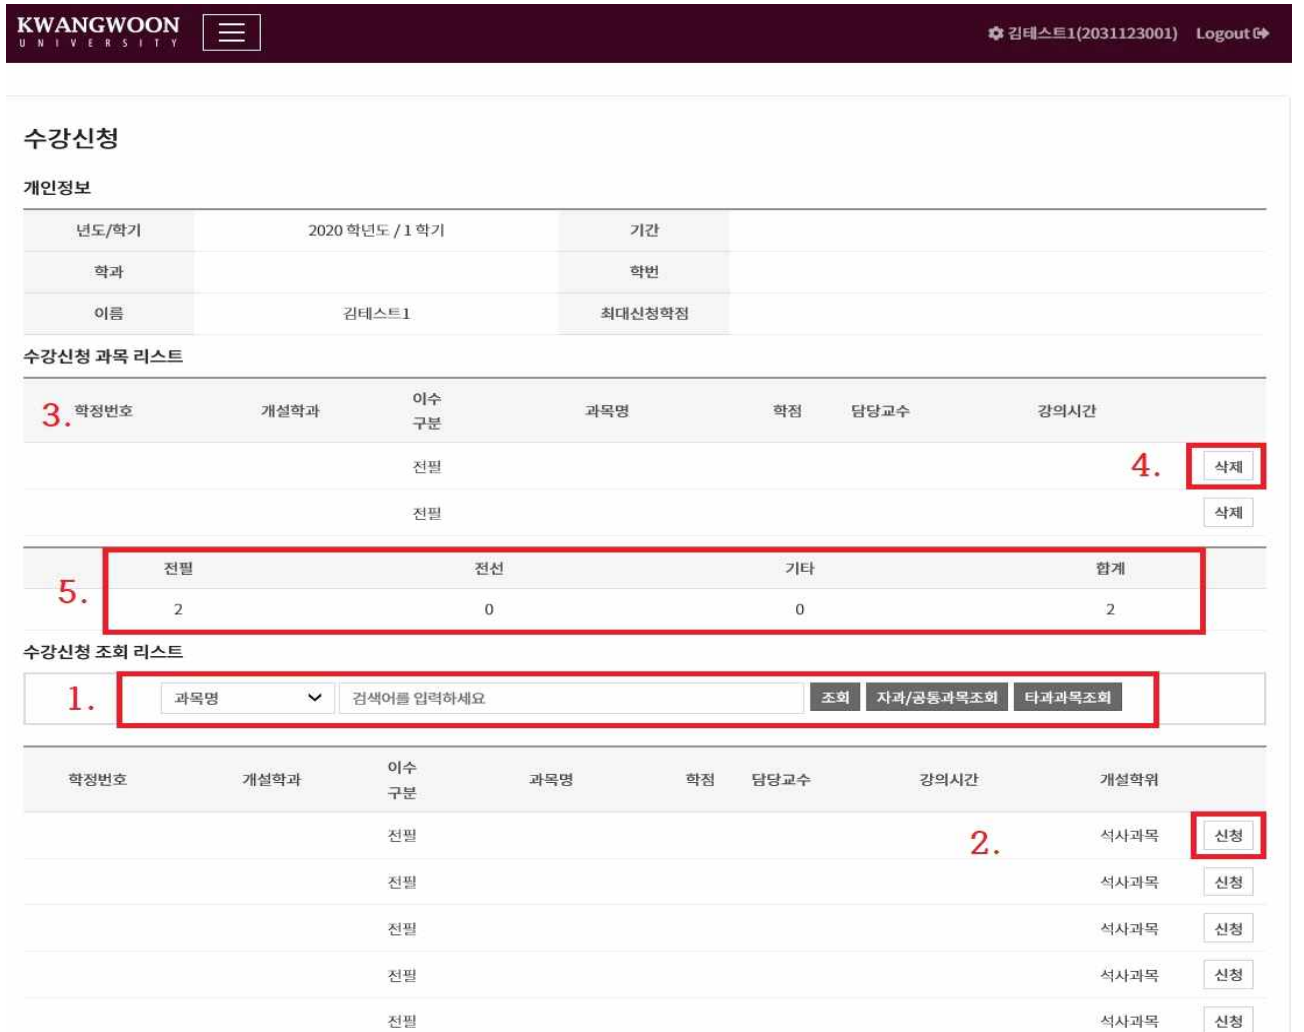 KWANGWOON
UNIVERSITY
김테스트1(2031123001) Logout
수강신청
개인정보
년도/학기 2020 학년도 / 1 학기 기간
학과 학번
이름 김테스트1 최대신청학점
수강신청 과목 리스트
3. 학정번호 개설학과 이수 구분 과목명 학점 담당교수 강의시간
전필 4. 삭제
전필 삭제
5. 전필 전선 기타 합계
2 0 0 2
수강신청 조회 리스트
1. 과목명 검색어를 입력하세요 조회 자과/공통과목조회 타과과목조회
학정번호 개설학과 이수 구분 과목명 학점 담당교수 강의시간 개설학위
전필 2. 석사과목 신청
전필 석사과목 신청
전필 석사과목 신청
전필 석사과목 신청
전필 석사과목 신청